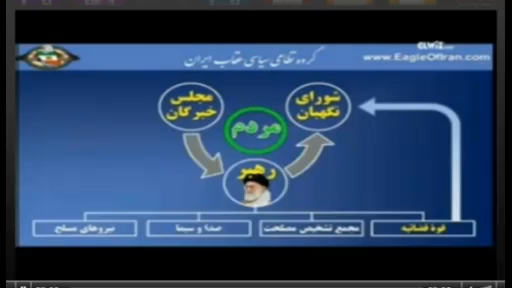 گروه نظامی سیاسی عقاب ایران
www.EagleOfIran.com
شورای
نگهبان
مجلس
خبرگان
مردم
رهبر
قوه قضائیه
مجمع تشخیص مصلحت
صدا و سیما
نیروهای مسلح